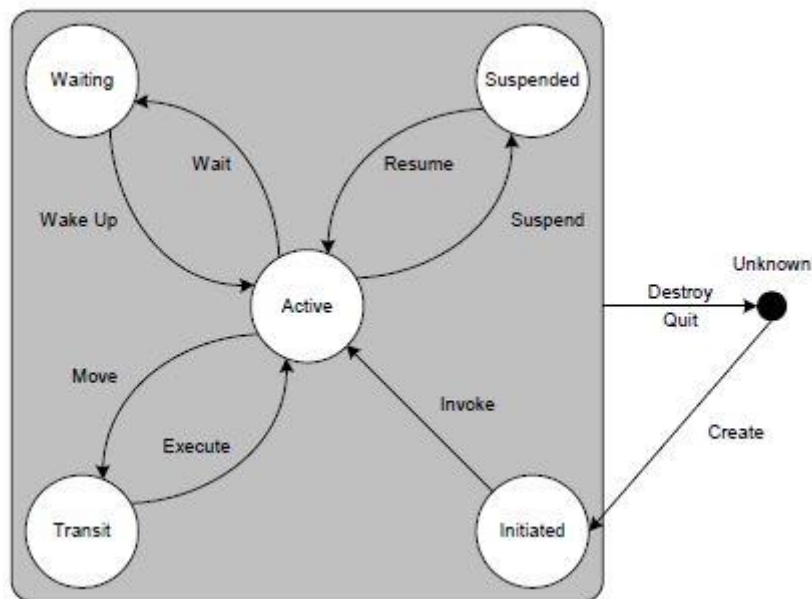 Waiting
Suspended
Wait
Resume
Wake Up
Suspend
Unknown
Active
Destroy
Quit
Move
Invoke
Create
Execute
Transit
Initiated